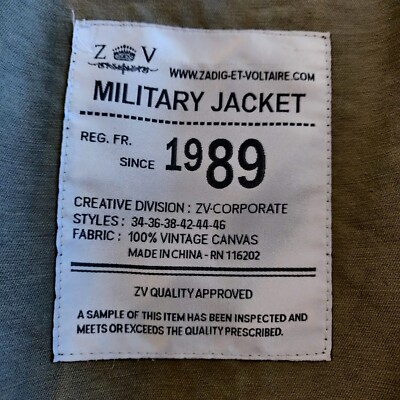 Z V
WWW.ZADIG-ET-VOLTAIRE.COM
MILITARY JACKET
REG. FR.
SINCE 1989
CREATIVE DIVISION : ZV-CORPORATE
STYLES : 34-36-38-42-44-46
FABRIC : 100% VINTAGE CANVAS
MADE IN CHINA - RN 116202
ZV QUALITY APPROVED
A SAMPLE OF THIS ITEM HAS BEEN INSPECTED AND
MEETS OR EXCEEDS THE QUALITY PRESCRIBED.